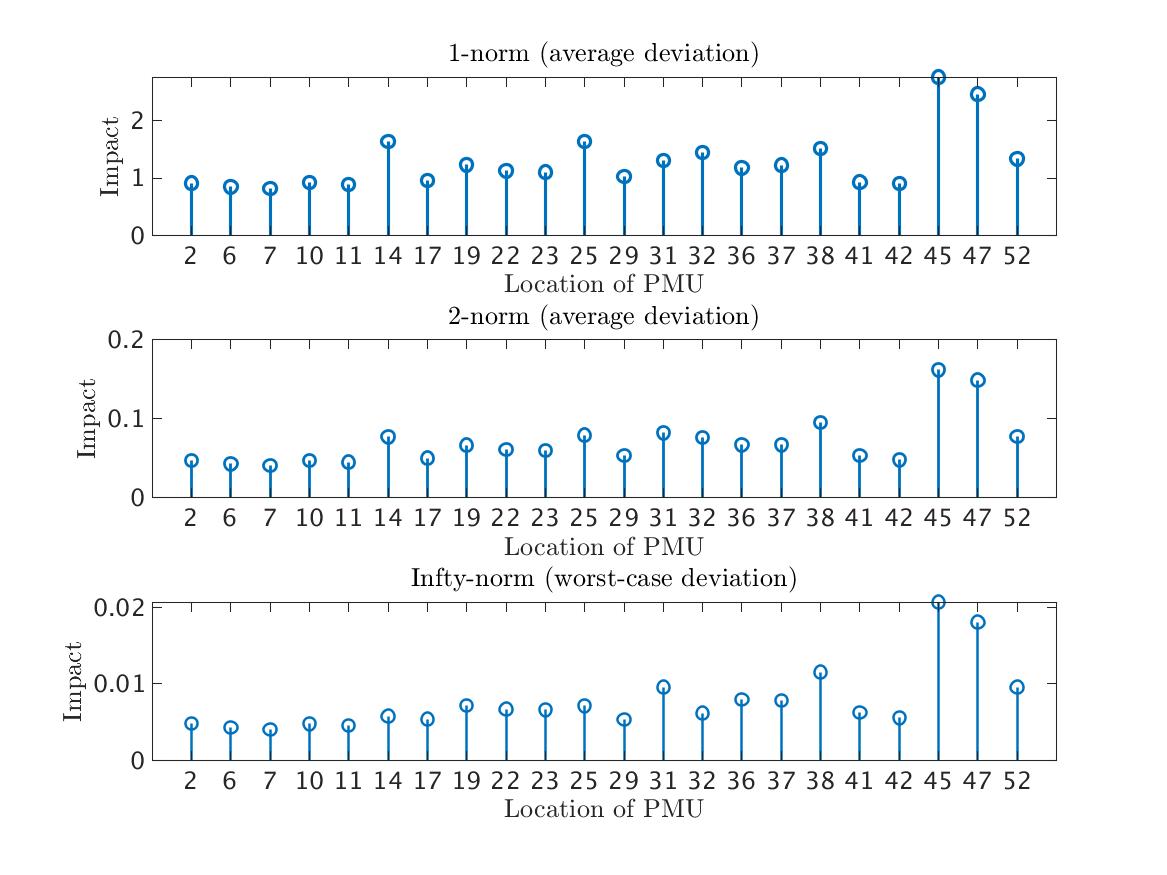 1-norm (average deviation)
Impact
2
1
0
2 6 7 10 11 14 17 19 22 23 25 29 31 32 36 37 38 41 42 45 47 52
Location of PMU
2-norm (average deviation)
Impact
0.2
0.1
0
2 6 7 10 11 14 17 19 22 23 25 29 31 32 36 37 38 41 42 45 47 52
Location of PMU
Infty-norm (worst-case deviation)
Impact
0.02
0.01
0
2 6 7 10 11 14 17 19 22 23 25 29 31 32 36 37 38 41 42 45 47 52
Location of PMU